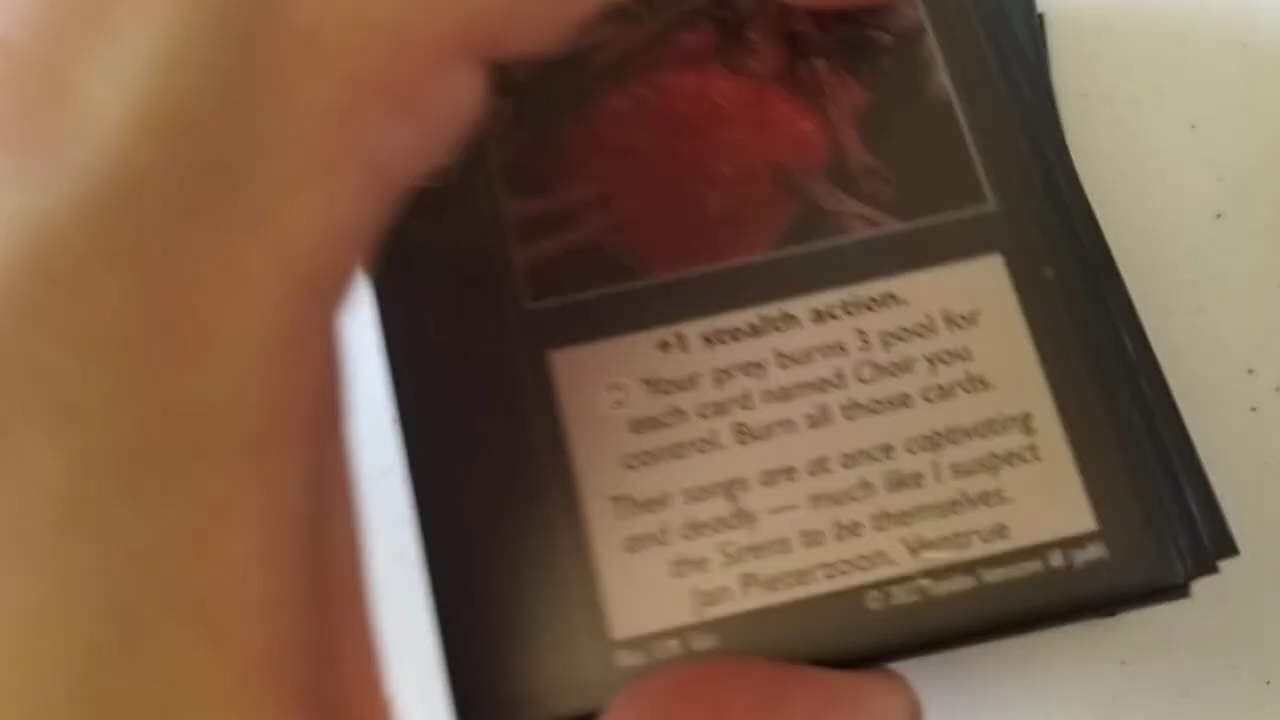 +1 stealth action.
Your prey burns 3 pool for
each card named Choir you
control. Burn all those cards.
Their songs are at once captivating
and deadly — much like I suspect
the Sirens to be themselves.
Jan Pieterzoon, Ventrue